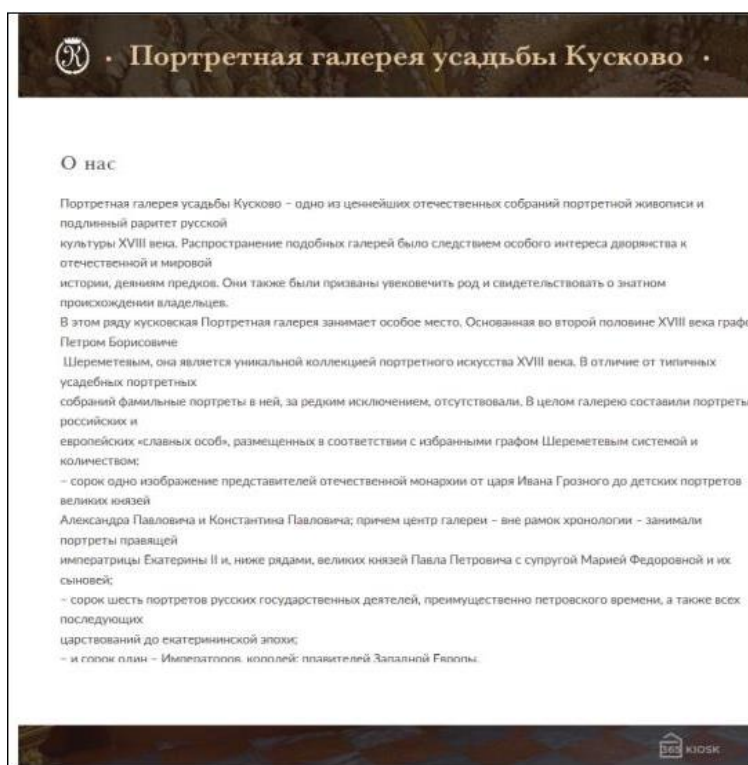 · Портретная галерея усадьбы Кусково ·
О нас
Портретная галерея усадьбы Кусково – одно из ценнейших отечественных собраний портретной живописи и
подлинный раритет русской
культуры XVIII века. Распространение подобных галерей было следствием особого интереса дворянства к
отечественной и мировой
истории, деяниям предков. Они также были призваны увековечить род и свидетельствовать о знатном
происхождении владельцев.
В этом ряду кусковская Портретная галерея занимает особое место. Основанная во второй половине XVIII века
Петром Борисовиче
Шереметевым, она является уникальной коллекцией портретного искусства XVIII века. В отличие от типичных
усадебных портретных
собраний фамильные портреты в ней, за редким исключением, отсутствовали. В целом галерею составили портреты
российских и
европейских «славных особ», размещенных в соответствии с избранными графом Шереметевым системой и
количеством:
– сорок одно изображение представителей отечественной монархии от царя Ивана Грозного до детских портретов
великих князей
Александра Павловича и Константина Павловича; причем центр галереи – вне рамок хронологии – занимали
портреты правящей
императрицы Екатерины II и, ниже рядами, великих князей Павла Петровича с супругой Марией Федоровной и их
сыновей;
– сорок шесть портретов русских государственных деятелей, преимущественно петровского времени, а также всех
последующих
царствований до екатерининской эпохи;
– и сорок один – Императоров, королей; правителей Западной Европы.
365 KIOSK